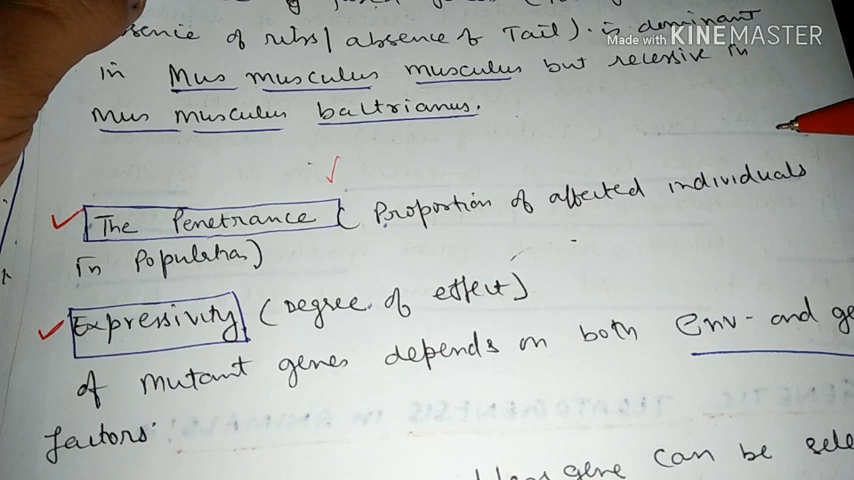 of ribs/ absence of Tail). is dominant
Made with KINEMASTER
in Mus musculus musculus but recessive in
Mus musculus baltrianus.
The Penetrance ( Proportion of affected individuals
in Population)
Expressivity, (Degree of effect)
of mutant genes depends on both env- and ge
factors.
gene can be sele